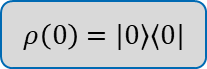 ρ(0) = |0⟩⟨0|